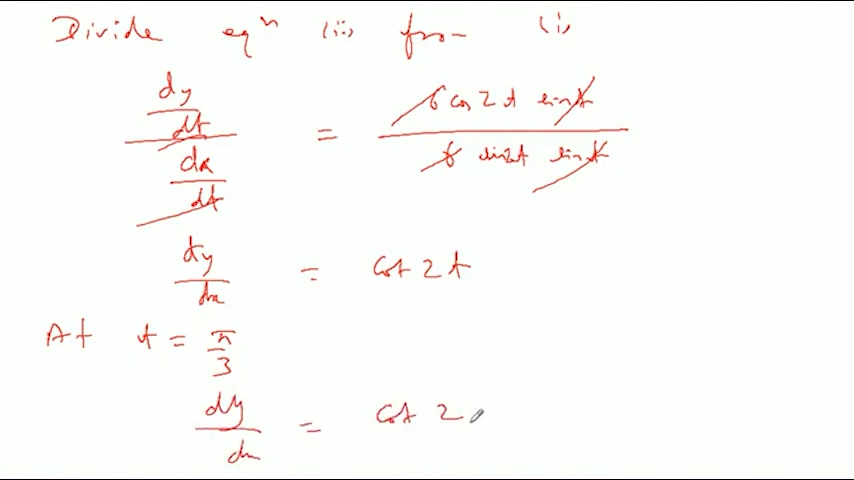 Divide eqn (ii) from (i)
dy/dt / dx/dt = 6 cos 2t sin t / 6 sin 2t sin t
dy/dx = cot 2t
At t = π/3
dy/dx = cot 2